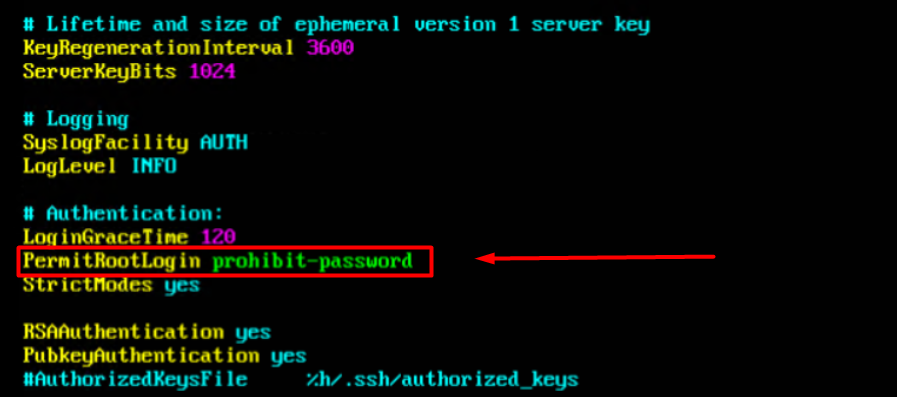 # Lifetime and size of ephemeral version 1 server key
KeyRegenerationInterval 3600
ServerKeyBits 1024
# Logging
SyslogFacility AUTH
LogLevel INFO
# Authentication:
LoginGraceTime 120
PermitRootLogin prohibit-password
StrictModes yes
RSAAuthentication yes
PubkeyAuthentication yes
#AuthorizedKeysFile     %h/.ssh/authorized_keys